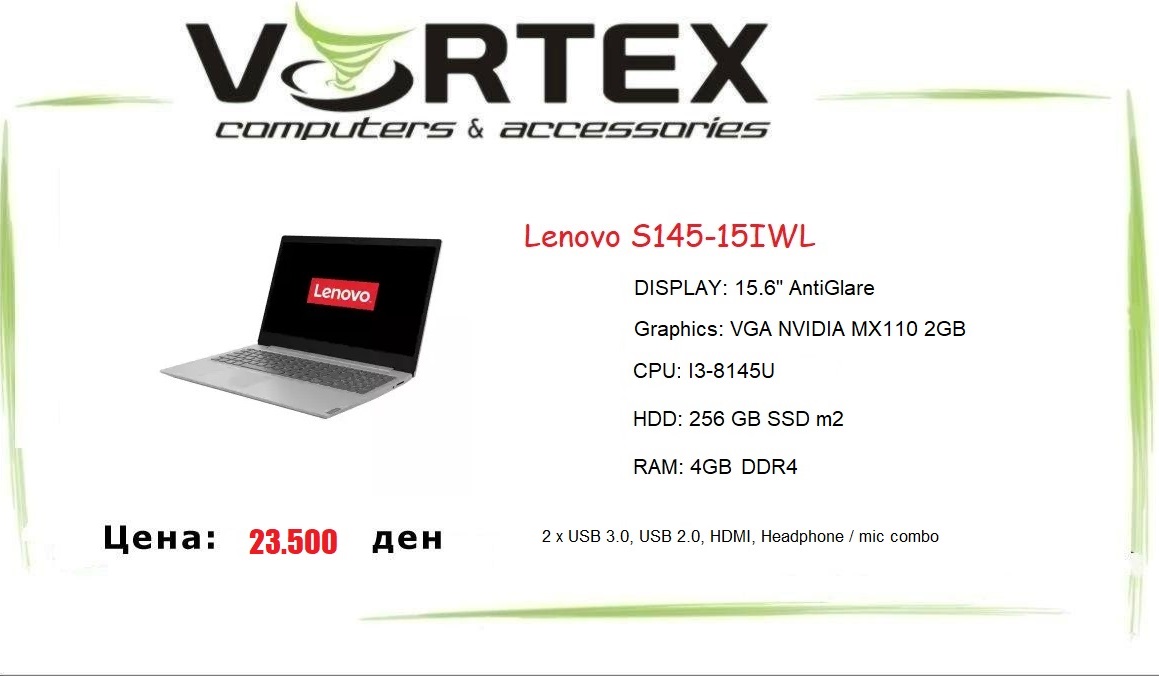 VORTEX
computers & accessories
Lenovo S145-15IWL
Lenovo
DISPLAY: 15.6" AntiGlare
Graphics: VGA NVIDIA MX110 2GB
CPU: I3-8145U
HDD: 256 GB SSD m2
RAM: 4GB DDR4
Цена: 23.500 ден
2 x USB 3.0, USB 2.0, HDMI, Headphone / mic combo